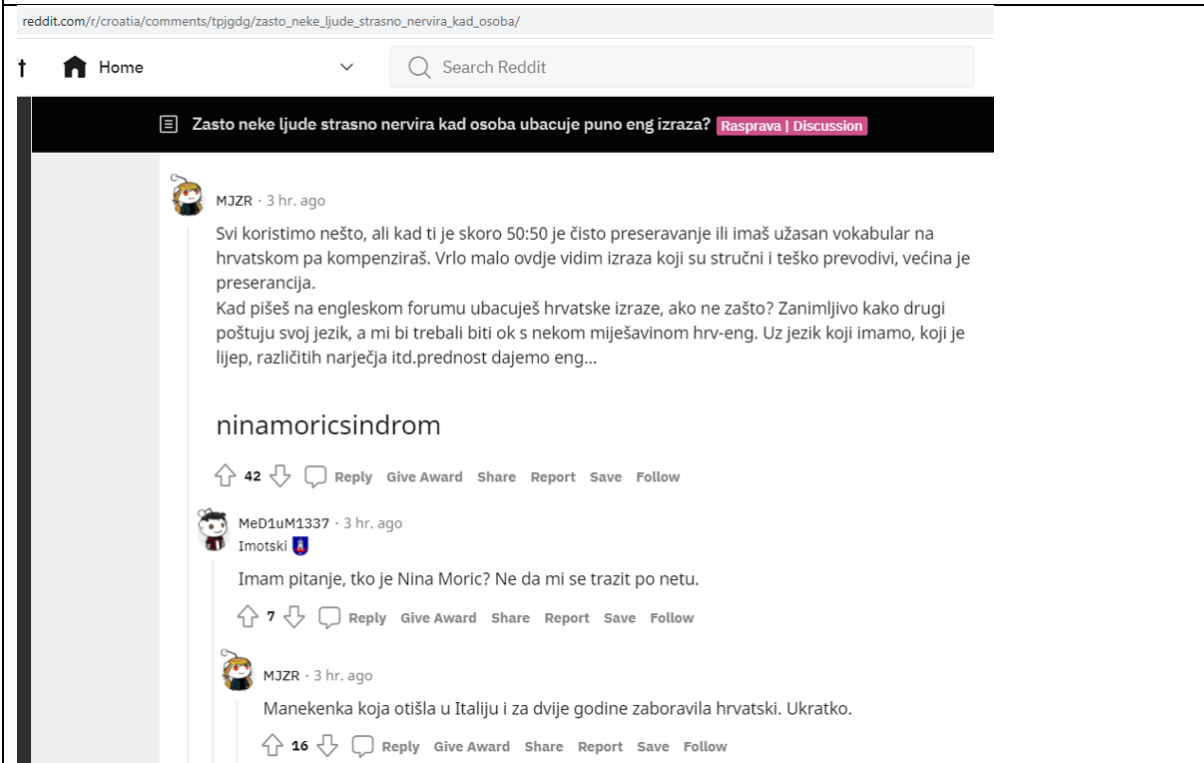 reddit.com/r/croatia/comments/tpjgdg/zasto_neke_ljude_strasno_nervira_kad_osoba/
t Home Search Reddit
Zasto neke ljude strasno nervira kad osoba ubacuje puno eng izraza? Rasprava | Discussion
MJZR · 3 hr. ago
Svi koristimo nešto, ali kad ti je skoro 50:50 je čisto preseravanje ili imaš užasan vokabular na
hrvatskom pa kompenziraš. Vrlo malo ovdje vidim izraza koji su stručni i teško prevodivi, većina je
preserancija.
Kad pišeš na engleskom forumu ubacuješ hrvatske izraze, ako ne zašto? Zanimljivo kako drugi
poštuju svoj jezik, a mi bi trebali biti ok s nekom miješavinom hrv-eng. Uz jezik koji imamo, koji je
lijep, različitih narječja itd.prednost dajemo eng...
ninamoricsindrom
42 Reply Give Award Share Report Save Follow
MeD1uM1337 · 3 hr. ago
Imotski
Imam pitanje, tko je Nina Moric? Ne da mi se trazit po netu.
7 Reply Give Award Share Report Save Follow
MJZR · 3 hr. ago
Manekenka koja otišla u Italiju i za dvije godine zaboravila hrvatski. Ukratko.
16 Reply Give Award Share Report Save Follow